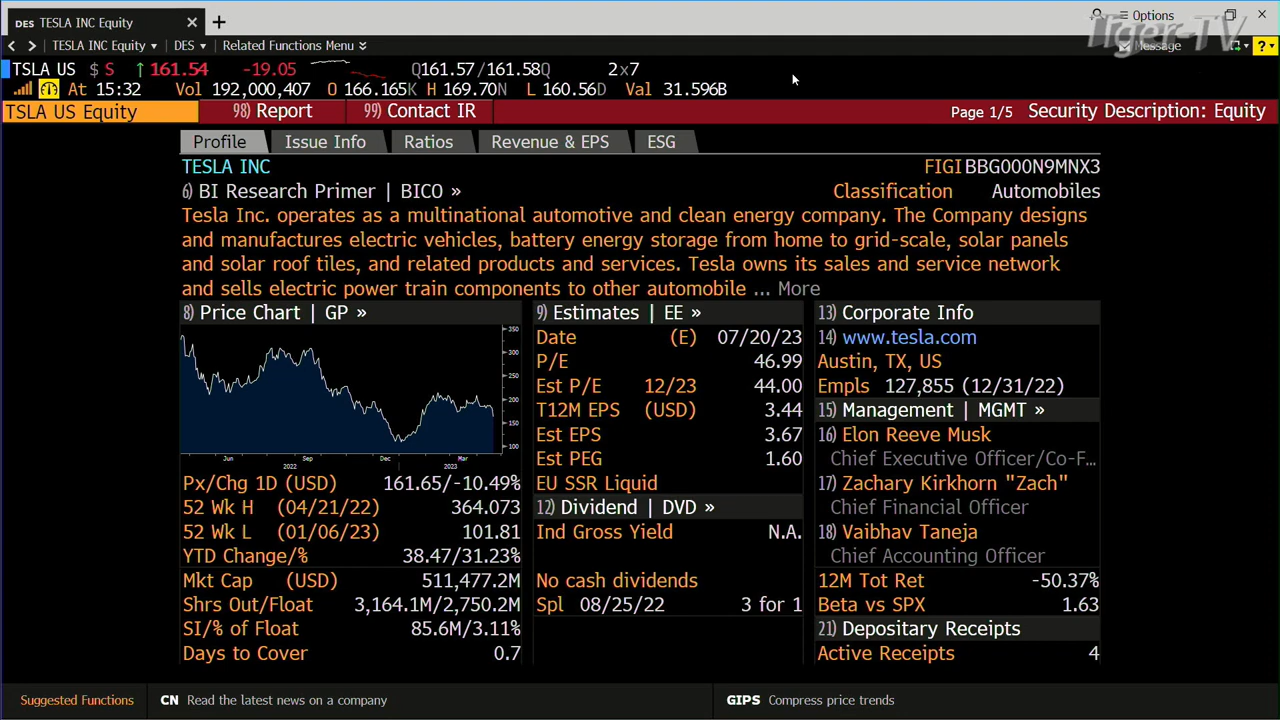 DES TESLA INC Equity
Options
TESLA INC Equity DES Related Functions Menu
Message
Tiger-TV
TSLA US $ S ↑ 161.54 -19.05 Q161.57/161.58Q 2x7
At 15:32 Vol 192,000,407 O 166.165K H 169.70N L 160.56D Val 31.596B
TSLA US Equity 98) Report 99) Contact IR Page 1/5 Security Description: Equity
Profile Issue Info Ratios Revenue & EPS ESG
TESLA INC FIGI BBG000N9MNX3
6) BI Research Primer | BICO » Classification Automobiles
Tesla Inc. operates as a multinational automotive and clean energy company. The Company designs
and manufactures electric vehicles, battery energy storage from home to grid-scale, solar panels
and solar roof tiles, and related products and services. Tesla owns its sales and service network
and sells electric power train components to other automobile ... More
8) Price Chart | GP »
350
300
250
200
150
100
Jun Sep Dec Mar
2022 2023
Px/Chg 1D (USD) 161.65/-10.49%
52 Wk H (04/21/22) 364.073
52 Wk L (01/06/23) 101.81
YTD Change/% 38.47/31.23%
Mkt Cap (USD) 511,477.2M
Shrs Out/Float 3,164.1M/2,750.2M
SI/% of Float 85.6M/3.11%
Days to Cover 0.7
9) Estimates | EE »
Date (E) 07/20/23
P/E 46.99
Est P/E 12/23 44.00
T12M EPS (USD) 3.44
Est EPS 3.67
Est PEG 1.60
EU SSR Liquid
12) Dividend | DVD »
Ind Gross Yield N.A.
No cash dividends
Spl 08/25/22 3 for 1
13) Corporate Info
14) www.tesla.com
Austin, TX, US
Empls 127,855 (12/31/22)
15) Management | MGMT »
16) Elon Reeve Musk
Chief Executive Officer/Co-F...
17) Zachary Kirkhorn "Zach"
Chief Financial Officer
18) Vaibhav Taneja
Chief Accounting Officer
12M Tot Ret -50.37%
Beta vs SPX 1.63
21) Depositary Receipts
Active Receipts 4
Suggested Functions CN Read the latest news on a company GIPS Compress price trends